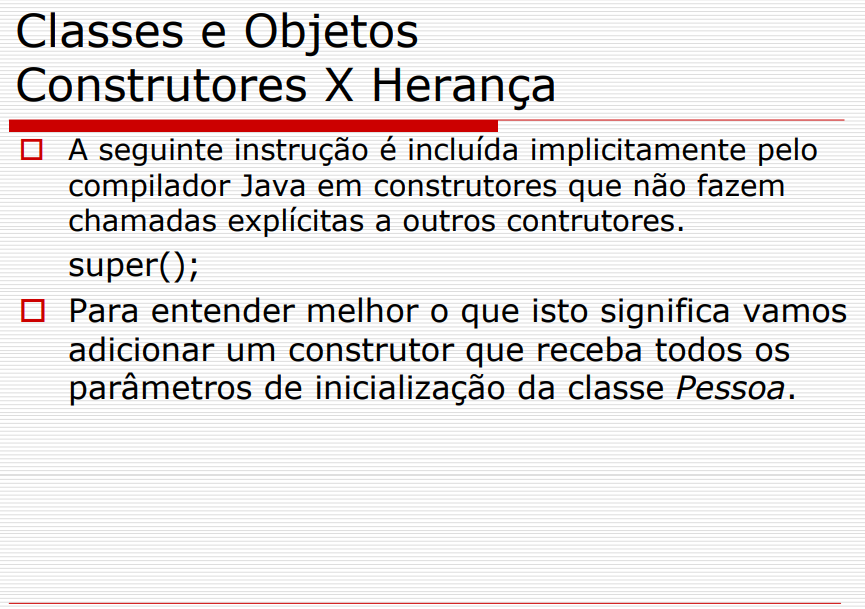 Classes e Objetos
Construtores X Herança
A seguinte instrução é incluída implicitamente pelo
compilador Java em construtores que não fazem
chamadas explícitas a outros contrutores.
super();
Para entender melhor o que isto significa vamos
adicionar um construtor que receba todos os
parâmetros de inicialização da classe Pessoa.